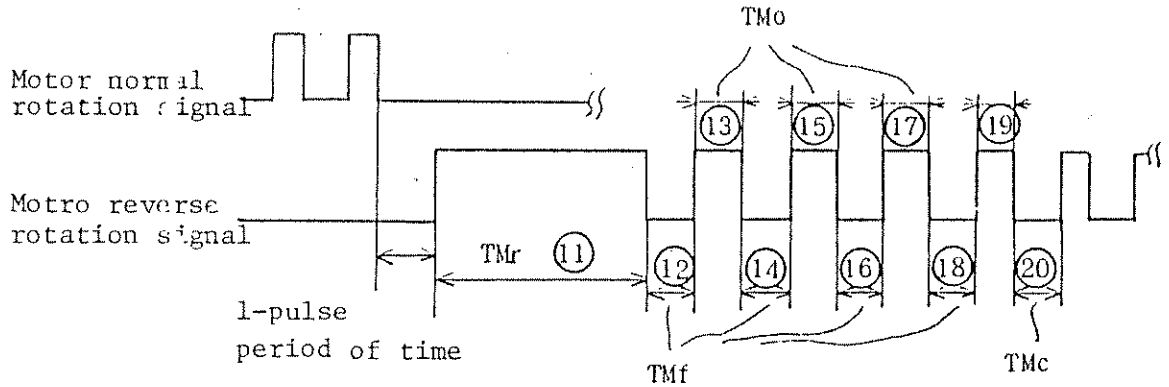 TMo
Motor normal
rotation signal
13 15 17 19
Motro reverse
rotation signal
TMr 11 12 14 16 18 20
1-pulse
period of time
TMf TMc